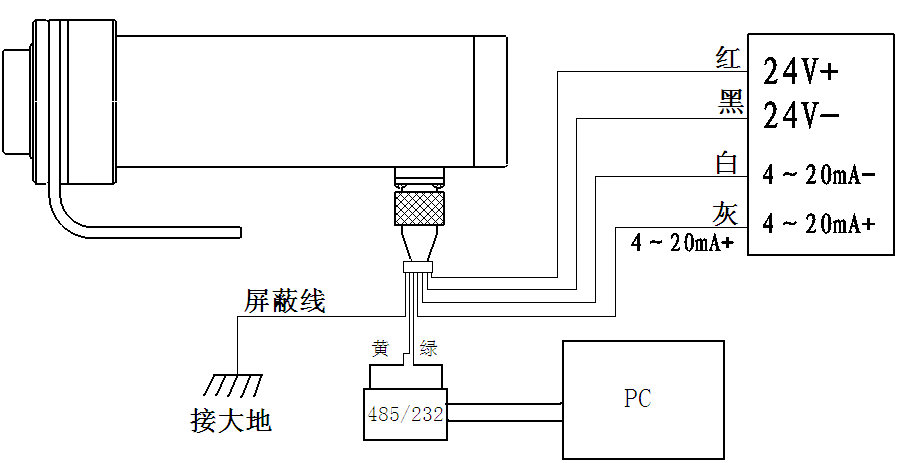 红
24V+
黑
24V-
白
4～20mA-
灰
4～20mA+
4～20mA+
屏蔽线
黄
绿
接大地
485/232
PC